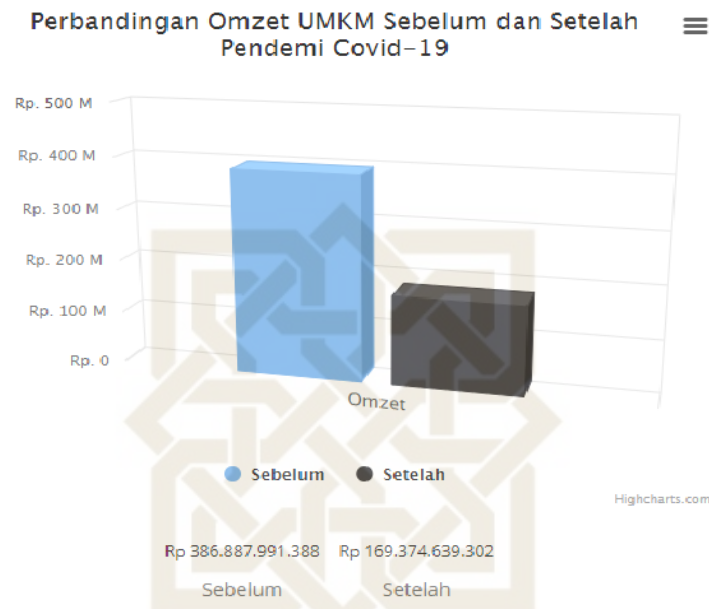 Perbandingan Omzet UMKM Sebelum dan Setelah
Pendemi Covid-19
Rp. 500 M
Rp. 400 M
Rp. 300 M
Rp. 200 M
Rp. 100 M
Rp. 0
Omzet
Sebelum Setelah
Highcharts.com
Rp 386.887.991.388 Rp 169.374.639.302
Sebelum Setelah